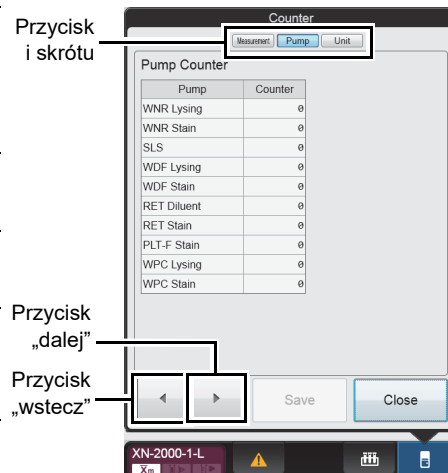 Counter
Przycisk
i skrótu
Measurement Pump Unit
Pump Counter
Pump Counter
WNR Lysing 0
WNR Stain 0
SLS 0
WDF Lysing 0
WDF Stain 0
RET Diluent 0
RET Stain 0
PLT-F Stain 0
WPC Lysing 0
WPC Stain 0
Przycisk
„dalej”
Przycisk
„wstecz”
Save Close
XN-2000-1-L
Xm